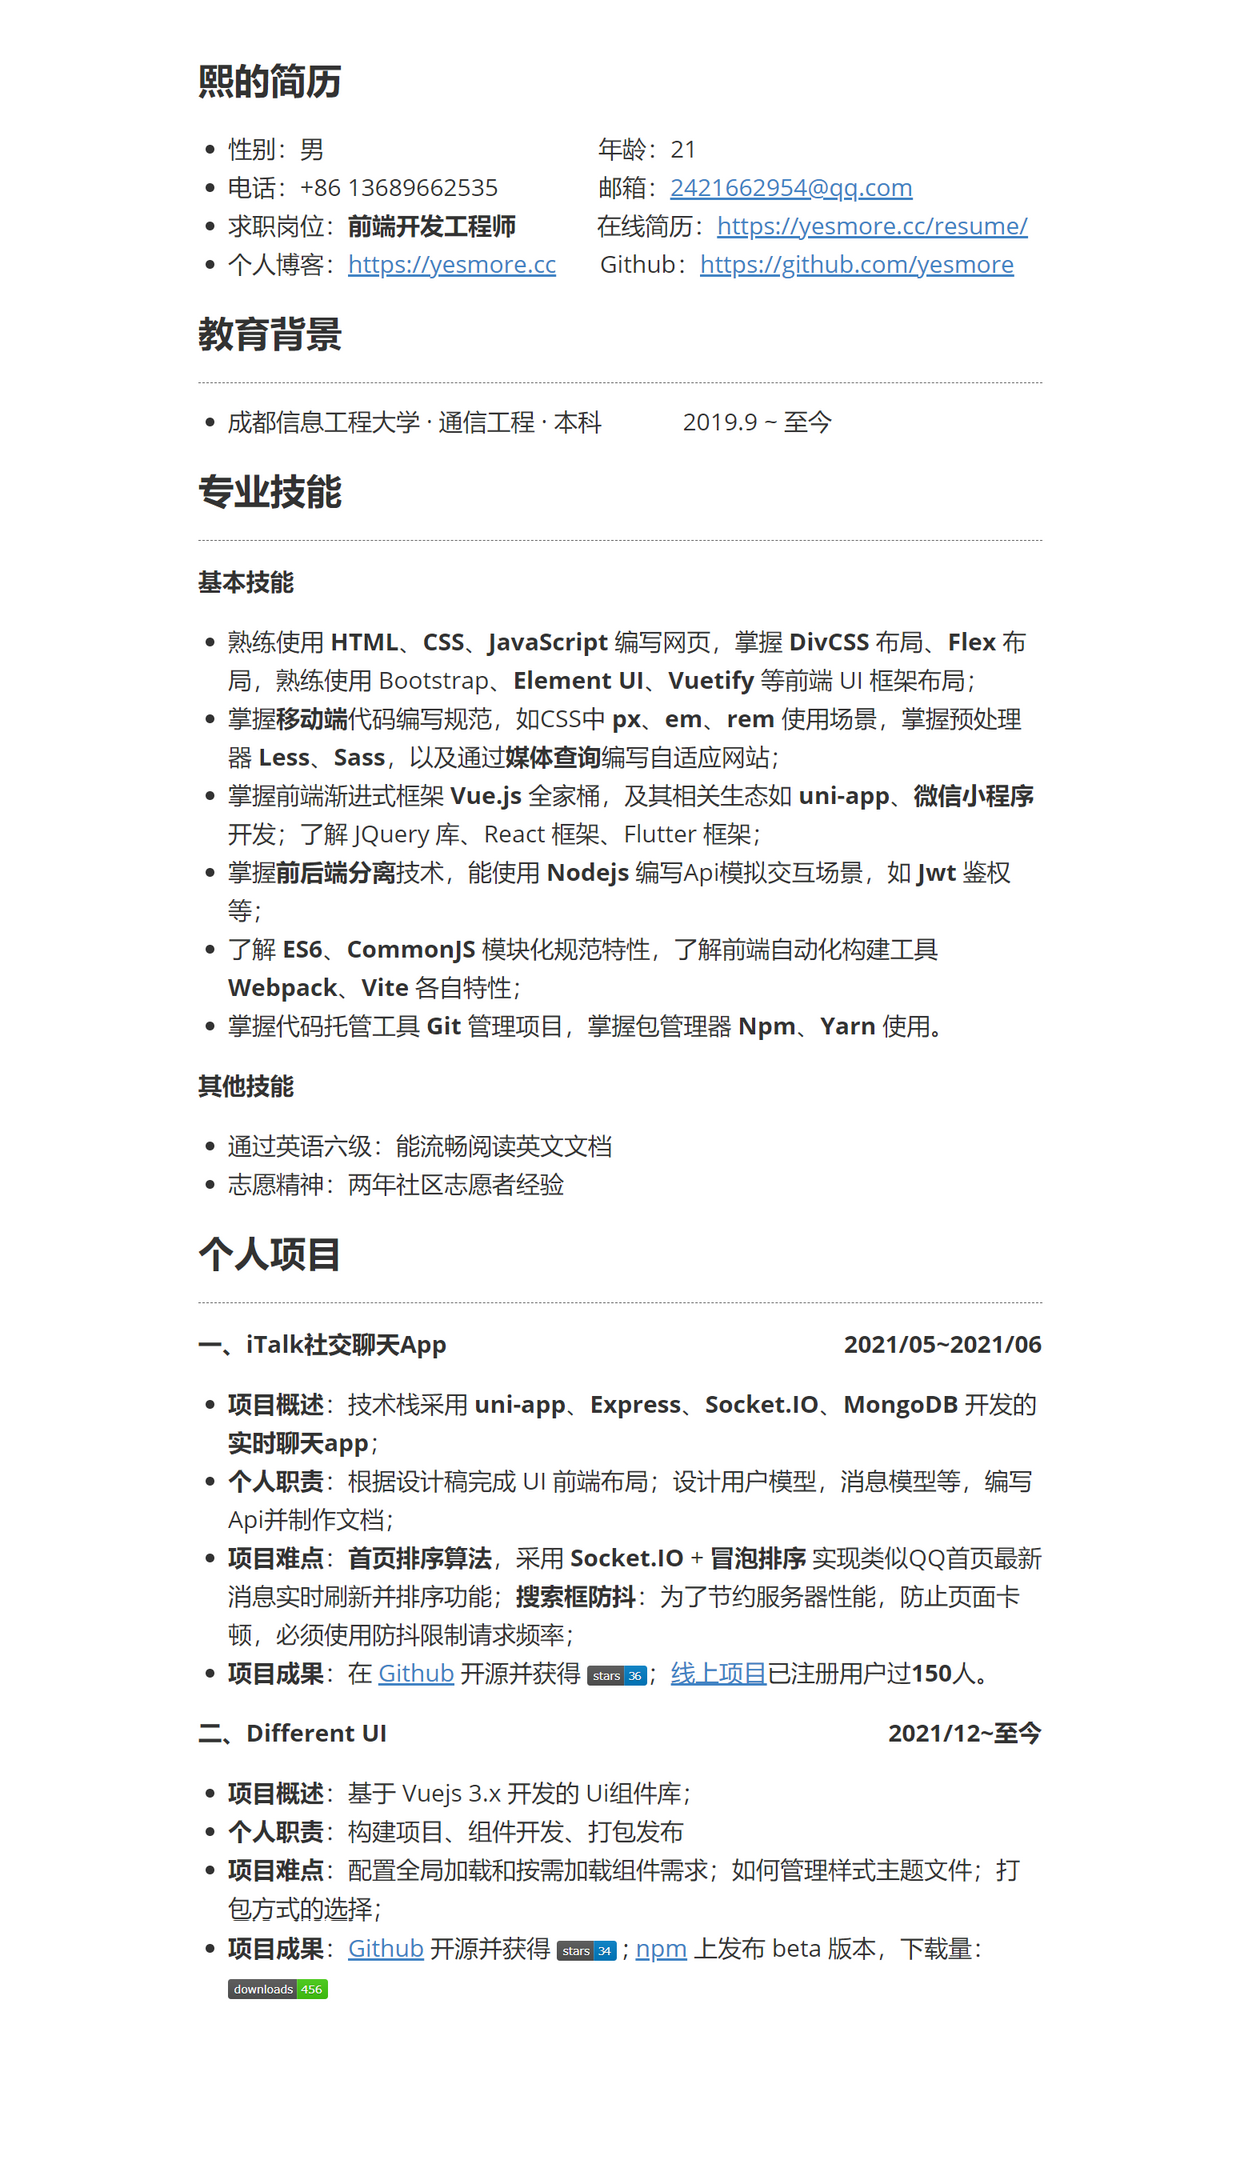 熙的简历
性别：男 年龄：21
电话：+86 13689662535 邮箱：2421662954@qq.com
求职岗位：前端开发工程师 在线简历：https://yesmore.cc/resume/
个人博客：https://yesmore.cc Github：https://github.com/yesmore
教育背景
成都信息工程大学 · 通信工程 · 本科 2019.9 ~ 至今
专业技能
基本技能
熟练使用 HTML、CSS、JavaScript 编写网页，掌握 DivCSS 布局、Flex 布
局，熟练使用 Bootstrap、Element UI、Vuetify 等前端 UI 框架布局；
掌握移动端代码编写规范，如CSS中 px、em、rem 使用场景，掌握预处理
器 Less、Sass，以及通过媒体查询编写自适应网站；
掌握前端渐进式框架 Vue.js 全家桶，及其相关生态如 uni-app、微信小程序
开发；了解 JQuery 库、React 框架、Flutter 框架；
掌握前后端分离技术，能使用 Nodejs 编写Api模拟交互场景，如 Jwt 鉴权
等；
了解 ES6、CommonJS 模块化规范特性，了解前端自动化构建工具
Webpack、Vite 各自特性；
掌握代码托管工具 Git 管理项目，掌握包管理器 Npm、Yarn 使用。
其他技能
通过英语六级：能流畅阅读英文文档
志愿精神：两年社区志愿者经验
个人项目
一、iTalk社交聊天App 2021/05~2021/06
项目概述：技术栈采用 uni-app、Express、Socket.IO、MongoDB 开发的
实时聊天app；
个人职责：根据设计稿完成 UI 前端布局；设计用户模型，消息模型等，编写
Api并制作文档；
项目难点：首页排序算法，采用 Socket.IO + 冒泡排序 实现类似QQ首页最新
消息实时刷新并排序功能；搜索框防抖：为了节约服务器性能，防止页面卡
顿，必须使用防抖限制请求频率；
项目成果：在 Github 开源并获得 stars 36；线上项目已注册用户过150人。
二、Different UI 2021/12~至今
项目概述：基于 Vuejs 3.x 开发的 Ui组件库；
个人职责：构建项目、组件开发、打包发布
项目难点：配置全局加载和按需加载组件需求；如何管理样式主题文件；打
包方式的选择；
项目成果：Github 开源并获得 stars 34 ; npm 上发布 beta 版本，下载量：
downloads 456